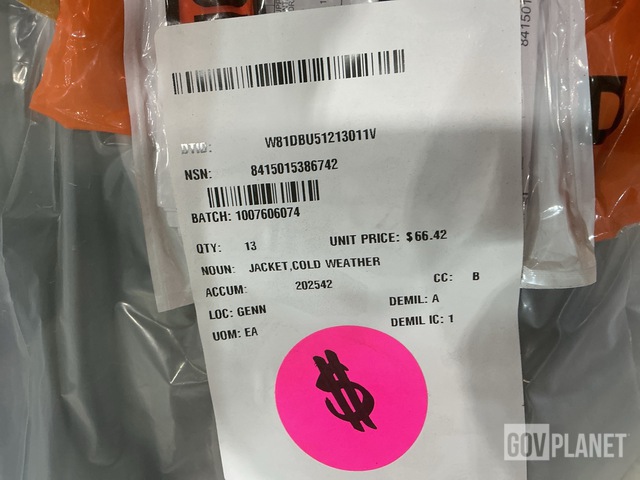 841501
DTID: W81DBU51213011V
NSN: 8415015386742
BATCH: 1007606074
QTY: 13 UNIT PRICE: $66.42
NOUN: JACKET,COLD WEATHER
ACCUM: 202542 CC: B
LOC: GENN DEMIL: A
UOM: EA DEMIL IC: 1
$
GOVPLANET